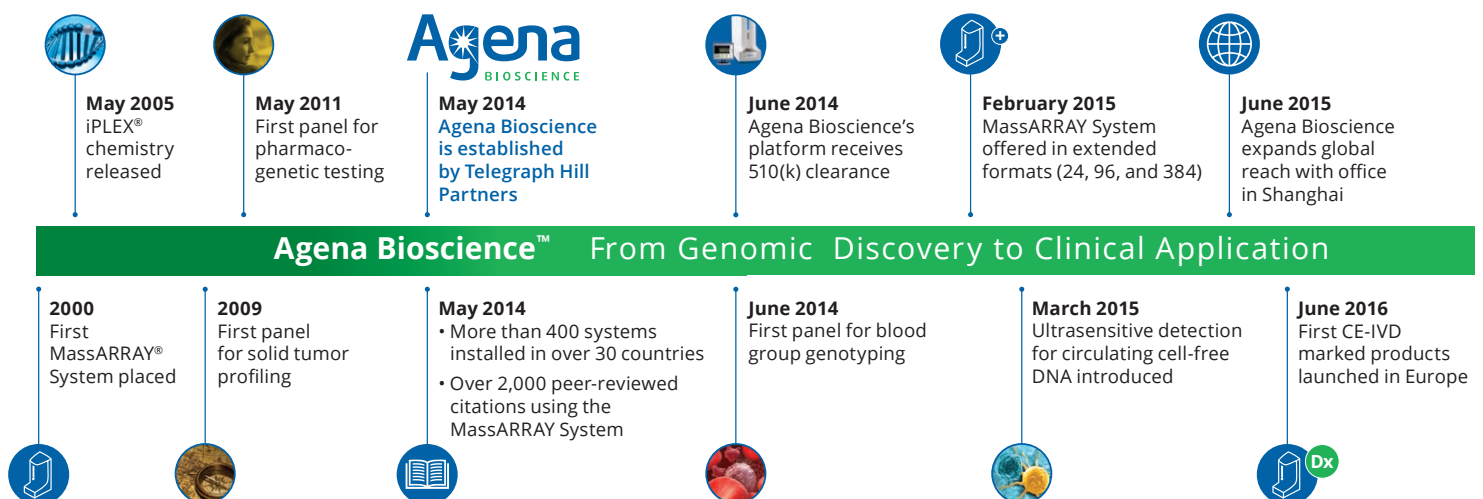 Agena
BIOSCIENCE
May 2005
iPLEX®
chemistry
released
May 2011
First panel for
pharmaco-
genetic testing
May 2014
Agena Bioscience
is established
by Telegraph Hill
Partners
June 2014
Agena Bioscience’s
platform receives
510(k) clearance
February 2015
MassARRAY System
offered in extended
formats (24, 96, and 384)
June 2015
Agena Bioscience
expands global
reach with office
in Shanghai
Agena Bioscience™ From Genomic Discovery to Clinical Application
2000
First
MassARRAY®
System placed
2009
First panel
for solid tumor
profiling
May 2014
• More than 400 systems
installed in over 30 countries
• Over 2,000 peer-reviewed
citations using the
MassARRAY System
June 2014
First panel for blood
group genotyping
March 2015
Ultrasensitive detection
for circulating cell-free
DNA introduced
June 2016
First CE-IVD
marked products
launched in Europe
Dx